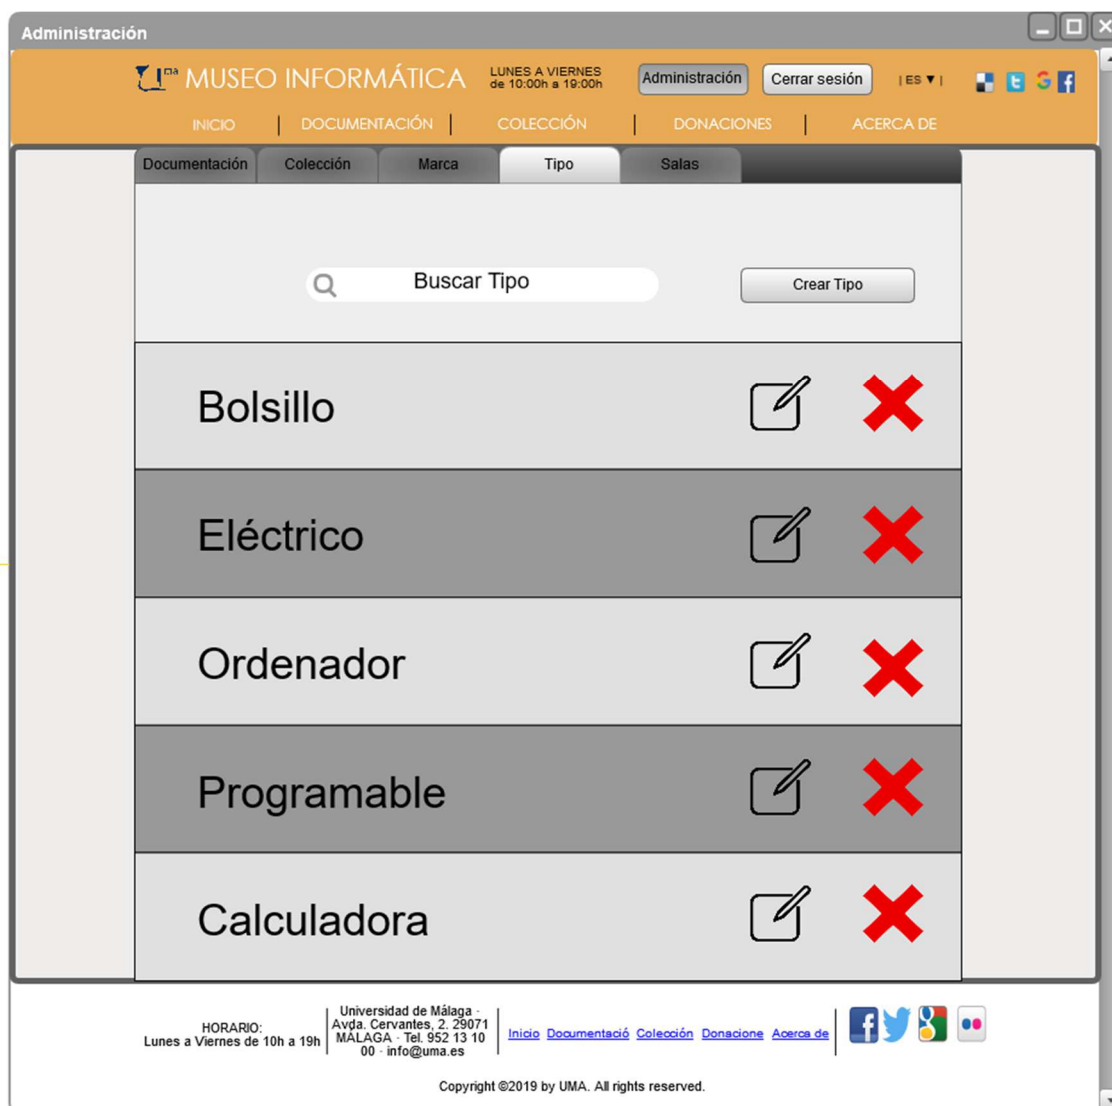 Administración
uma MUSEO INFORMÁTICA
LUNES A VIERNES
de 10:00h a 19:00h
Administración
Cerrar sesión
| ES ▼ |
INICIO | DOCUMENTACIÓN | COLECCIÓN | DONACIONES | ACERCA DE
Documentación Colección Marca Tipo Salas
Buscar Tipo
Crear Tipo
Bolsillo
Eléctrico
Ordenador
Programable
Calculadora
HORARIO:
Lunes a Viernes de 10h a 19h
Universidad de Málaga ·
Avda. Cervantes, 2. 29071
MÁLAGA · Tel. 952 13 10
00 · info@uma.es
Inicio Documentació Colección Donacione Acerca de
Copyright ©2019 by UMA. All rights reserved.